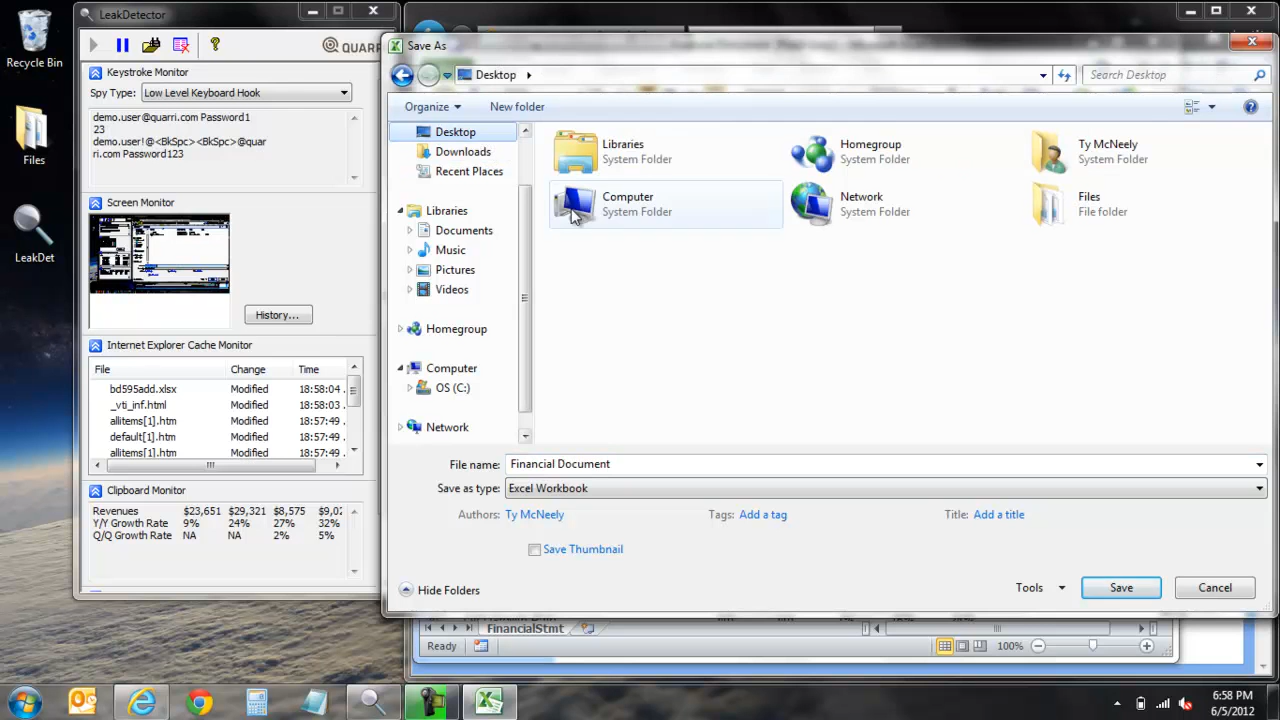 Recycle Bin
Files
LeakDet
LeakDetector
QUARR
Keystroke Monitor
Spy Type: Low Level Keyboard Hook
demo.user@quarri.com Password1
23
demo.user!@<BkSpc><BkSpc>@quar
ri.com Password123
Screen Monitor
History...
Internet Explorer Cache Monitor
File Change Time
bd595add.xlsx Modified 18:58:04
_vti_inf.html Modified 18:58:03
allitems[1].htm Modified 18:57:49
default[1].htm Modified 18:57:49
allitems[1].htm Modified 18:57:49
Clipboard Monitor
Revenues $23,651 $29,321 $8,575 $9,02
Y/Y Growth Rate 9% 24% 27% 32%
Q/Q Growth Rate NA NA 2% 5%
Save As
Desktop
Search Desktop
Organize
New folder
Desktop
Downloads
Recent Places
Libraries
Documents
Music
Pictures
Videos
Homegroup
Computer
OS (C:)
Network
Libraries
System Folder
Homegroup
System Folder
Ty McNeely
System Folder
Computer
System Folder
Network
System Folder
Files
File folder
File name: Financial Document
Save as type: Excel Workbook
Authors: Ty McNeely
Tags: Add a tag
Title: Add a title
Save Thumbnail
Hide Folders
Tools
Save
Cancel
FinancialStmt
Ready
100%
6:58 PM
6/5/2012